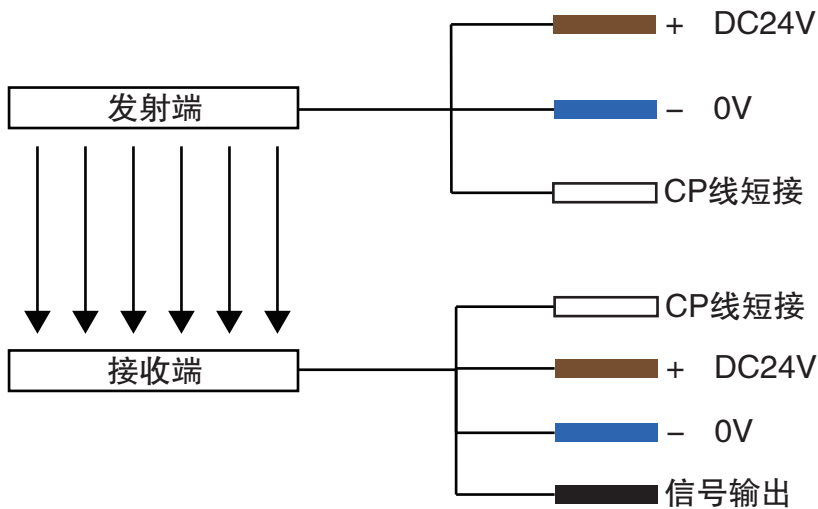 + DC24V
发射端
− 0V
CP线短接
CP线短接
接收端
+ DC24V
− 0V
信号输出